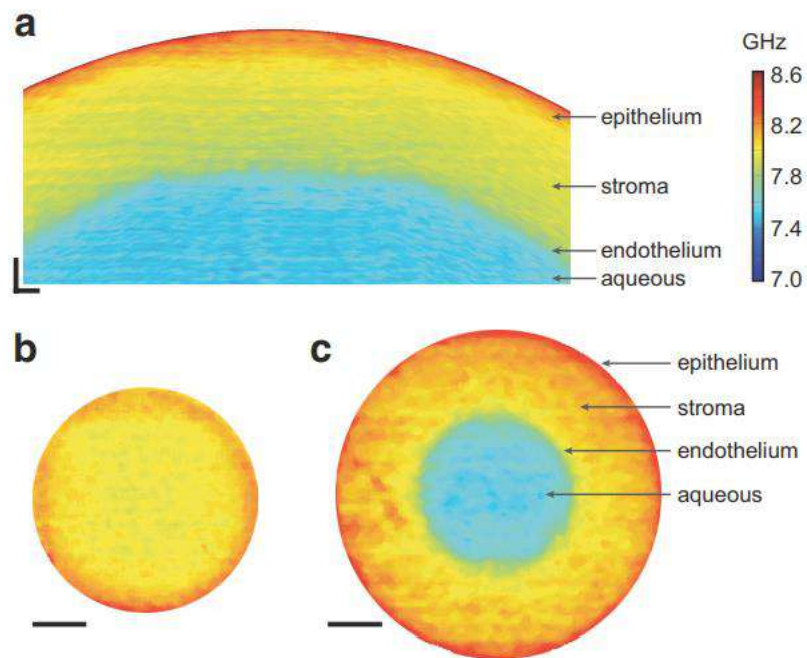 a
GHz
8.6
8.2
7.8
7.4
7.0
epithelium
stroma
endothelium
aqueous
b
c
epithelium
stroma
endothelium
aqueous